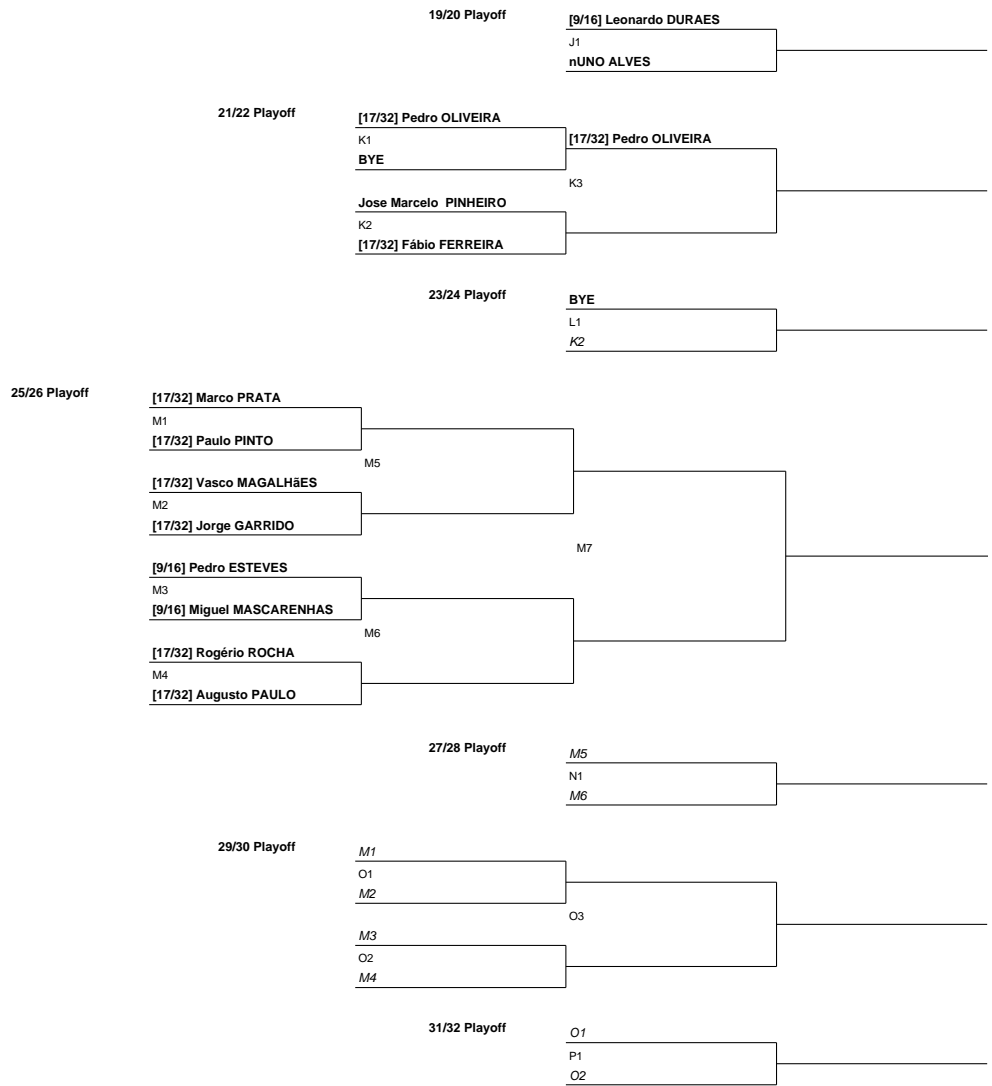 19/20 Playoff
[9/16] Leonardo DURAES
J1
nUNO ALVES
21/22 Playoff
[17/32] Pedro OLIVEIRA
K1
BYE
[17/32] Pedro OLIVEIRA
K3
Jose Marcelo  PINHEIRO
K2
[17/32] Fábio FERREIRA
23/24 Playoff
BYE
L1
K2
25/26 Playoff
[17/32] Marco PRATA
M1
[17/32] Paulo PINTO
M5
[17/32] Vasco MAGALHãES
M2
[17/32] Jorge GARRIDO
M7
[9/16] Pedro ESTEVES
M3
[9/16] Miguel MASCARENHAS
M6
[17/32] Rogério ROCHA
M4
[17/32] Augusto PAULO
27/28 Playoff
M5
N1
M6
29/30 Playoff
M1
O1
M2
O3
M3
O2
M4
31/32 Playoff
O1
P1
O2